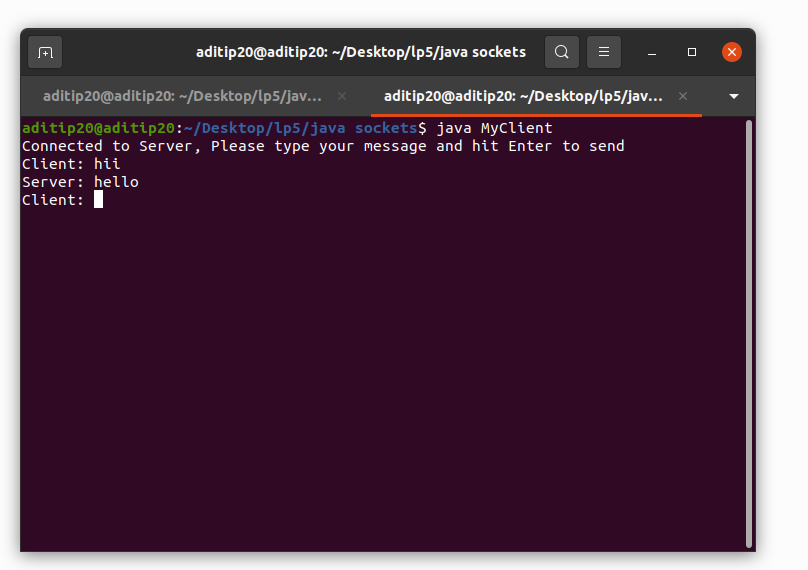 aditip20@aditip20: ~/Desktop/lp5/java sockets
aditip20@aditip20: ~/Desktop/lp5/jav...
aditip20@aditip20: ~/Desktop/lp5/jav...
aditip20@aditip20:~/Desktop/lp5/java sockets$ java MyClient
Connected to Server, Please type your message and hit Enter to send
Client: hii
Server: hello
Client: